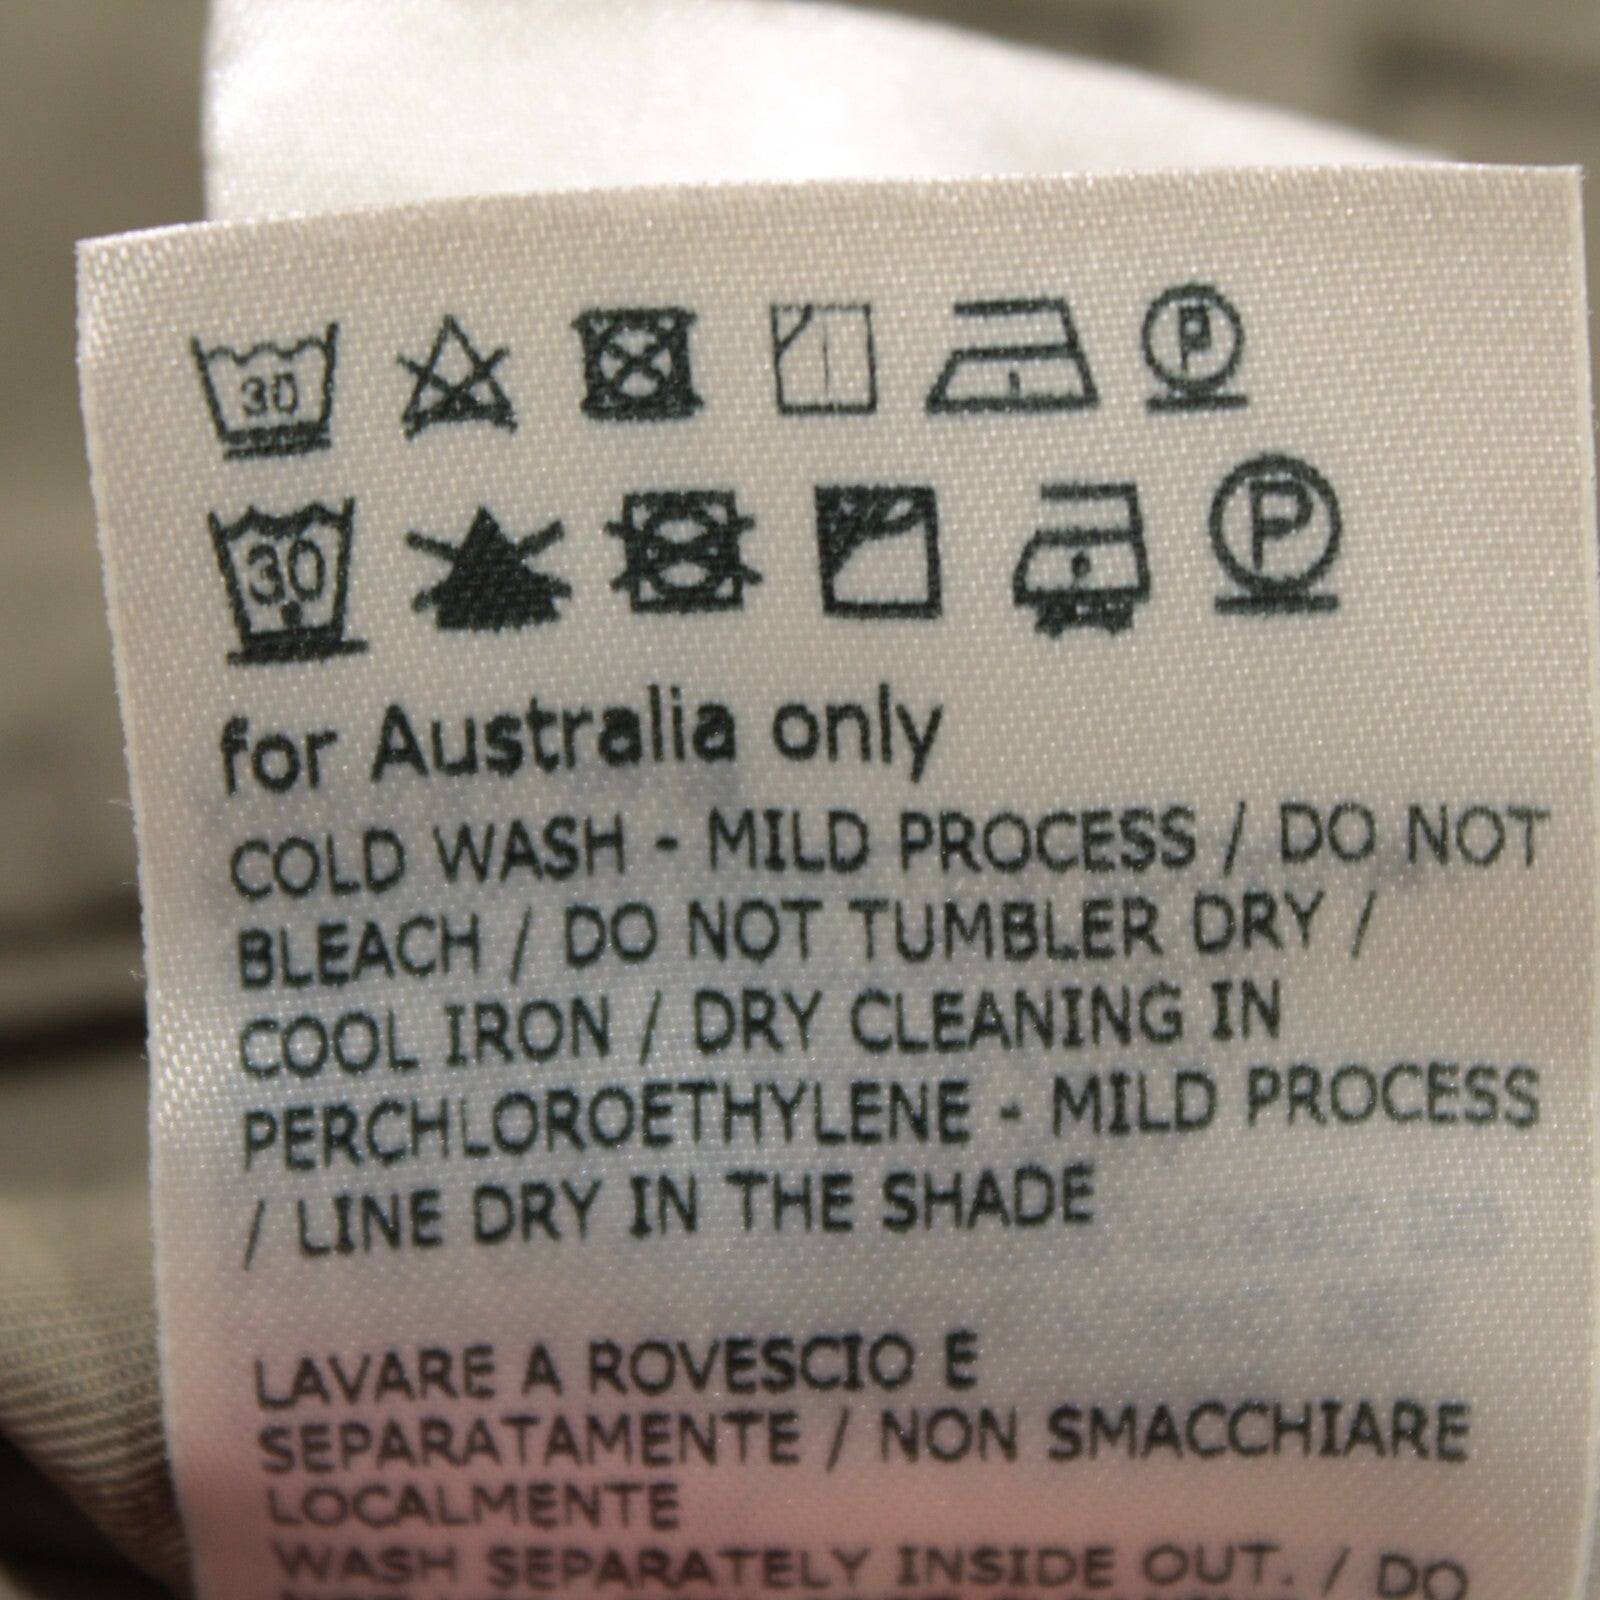 30 P
30 P
for Australia only
COLD WASH - MILD PROCESS / DO NOT
BLEACH / DO NOT TUMBLER DRY /
COOL IRON / DRY CLEANING IN
PERCHLOROETHYLENE - MILD PROCESS
/ LINE DRY IN THE SHADE
LAVARE A ROVESCIO E
SEPARATAMENTE / NON SMACCHIARE
LOCALMENTE
WASH SEPARATELY INSIDE OUT. / DO